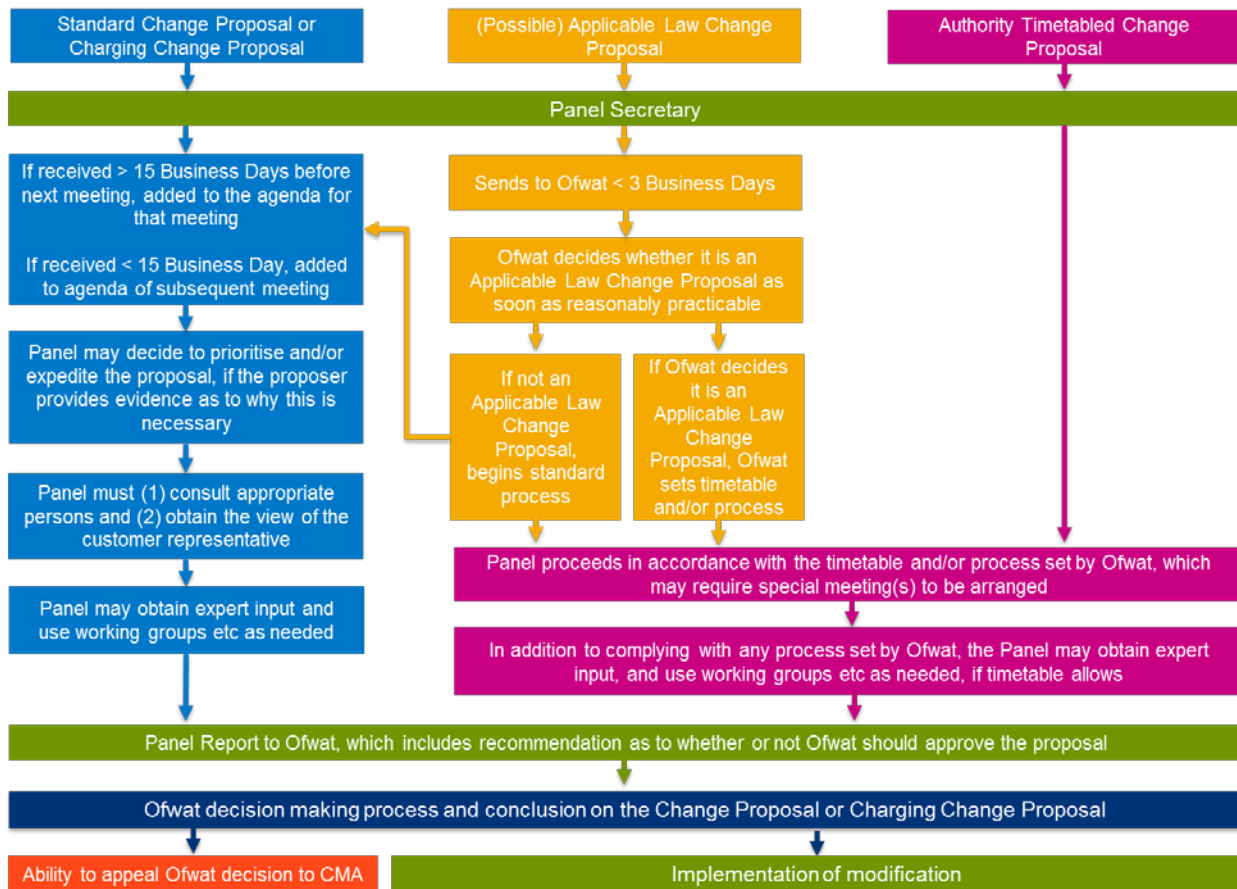 Standard Change Proposal or
Charging Change Proposal
(Possible) Applicable Law Change
Proposal
Authority Timetabled Change
Proposal
Panel Secretary
If received > 15 Business Days before
next meeting, added to the agenda for
that meeting
If received < 15 Business Day, added
to agenda of subsequent meeting
Panel may decide to prioritise and/or
expedite the proposal, if the proposer
provides evidence as to why this is
necessary
Panel must (1) consult appropriate
persons and (2) obtain the view of the
customer representative
Panel may obtain expert input and
use working groups etc as needed
Sends to Ofwat < 3 Business Days
Ofwat decides whether it is an
Applicable Law Change Proposal as
soon as reasonably practicable
If not an
Applicable Law
Change
Proposal,
begins standard
process
If Ofwat decides
it is an
Applicable Law
Change
Proposal, Ofwat
sets timetable
and/or process
Panel proceeds in accordance with the timetable and/or process set by Ofwat, which
may require special meeting(s) to be arranged
In addition to complying with any process set by Ofwat, the Panel may obtain expert
input, and use working groups etc as needed, if timetable allows
Panel Report to Ofwat, which includes recommendation as to whether or not Ofwat should approve the proposal
Ofwat decision making process and conclusion on the Change Proposal or Charging Change Proposal
Ability to appeal Ofwat decision to CMA
Implementation of modification